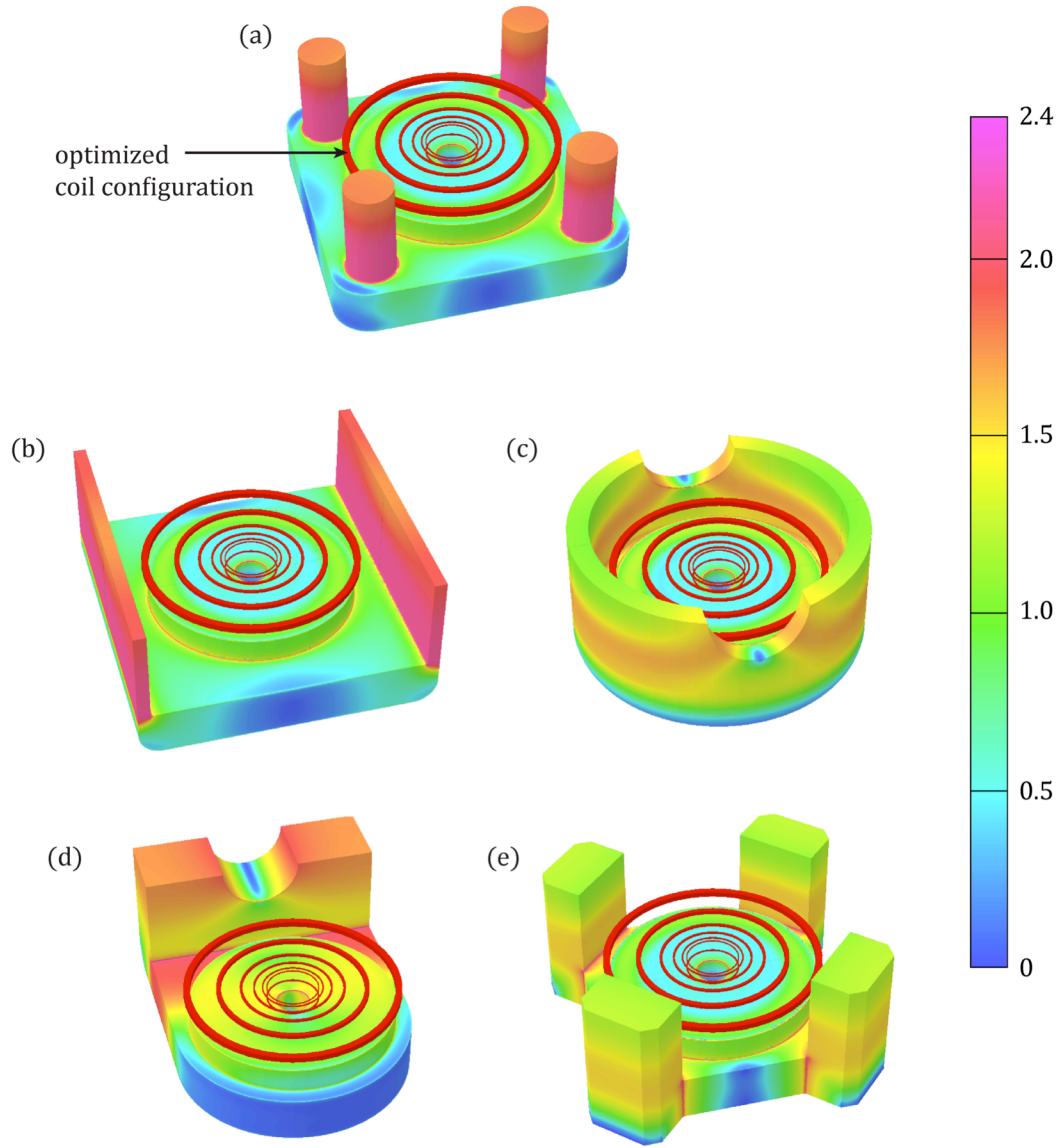 (a)
optimized
coil configuration
2.4
2.0
(b)
(c)
1.5
1.0
0.5
(d)
(e)
0